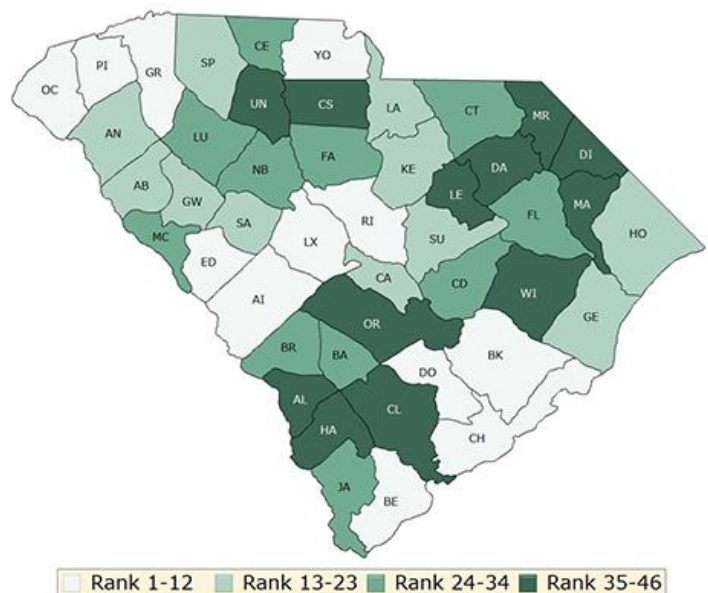 CE
YO
SP
PI
GR
OC
UN
CS
LA
CT
MR
AN
LU
DI
NB
FA
KE
DA
LE
AB
GW
MA
SA
RI
FL
SU
HO
MC
LX
ED
CA
CD
WI
AI
GE
OR
BR
BA
BK
DO
AL
CL
HA
CH
JA
BE
Rank 1-12 Rank 13-23 Rank 24-34 Rank 35-46